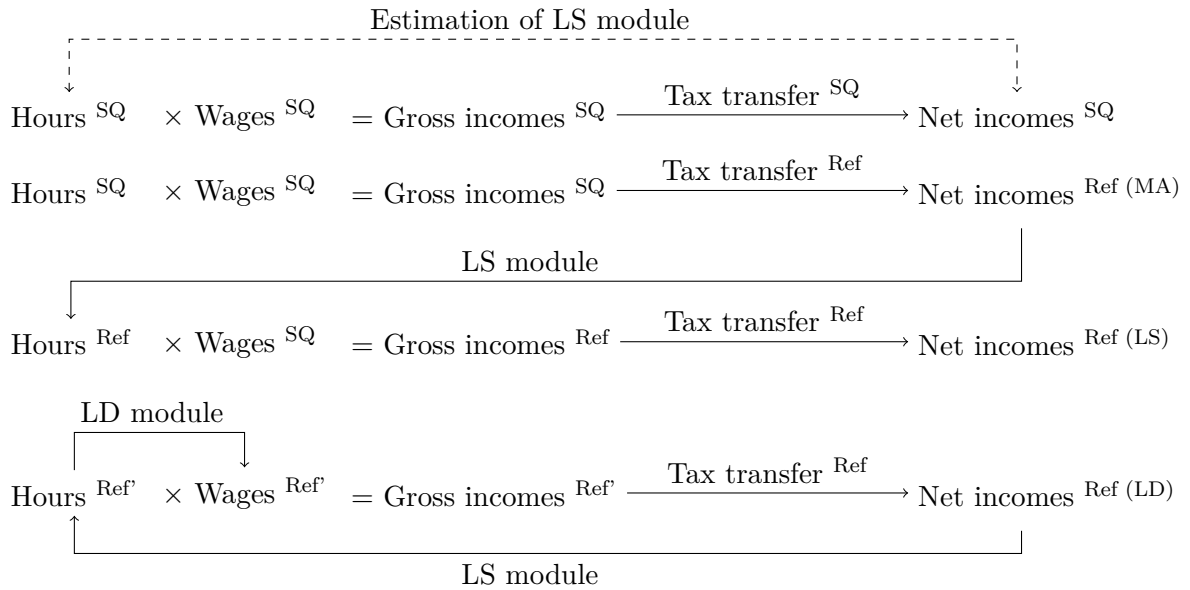 Estimation of LS module
Hours SQ × Wages SQ = Gross incomes SQ Tax transfer SQ Net incomes SQ
Hours SQ × Wages SQ = Gross incomes SQ Tax transfer Ref Net incomes Ref (MA)
LS module
Hours Ref × Wages SQ = Gross incomes Ref Tax transfer Ref Net incomes Ref (LS)
LD module
Hours Ref' × Wages Ref' = Gross incomes Ref' Tax transfer Ref Net incomes Ref (LD)
LS module